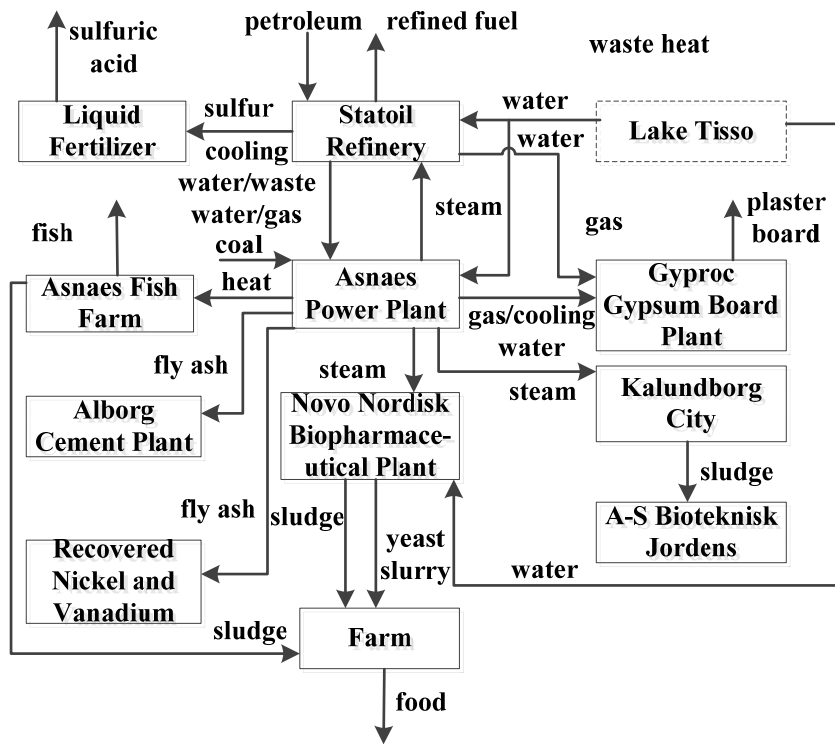 petroleum
refined fuel
sulfuric
acid
waste heat
Liquid
Fertilizer
sulfur
Statoil
Refinery
water
water
Lake Tisso
cooling
water/waste
water/gas
coal
steam
gas
plaster
board
fish
heat
Asnaes Fish
Farm
Asnaes
Power Plant
gas/cooling
water
Gyproc
Gypsum Board
Plant
fly ash
steam
steam
Alborg
Cement Plant
Novo Nordisk
Biopharmace-
utical Plant
Kalundborg
City
fly ash
sludge
yeast
slurry
sludge
A-S Bioteknisk
Jordens
water
Recovered
Nickel and
Vanadium
sludge
Farm
food